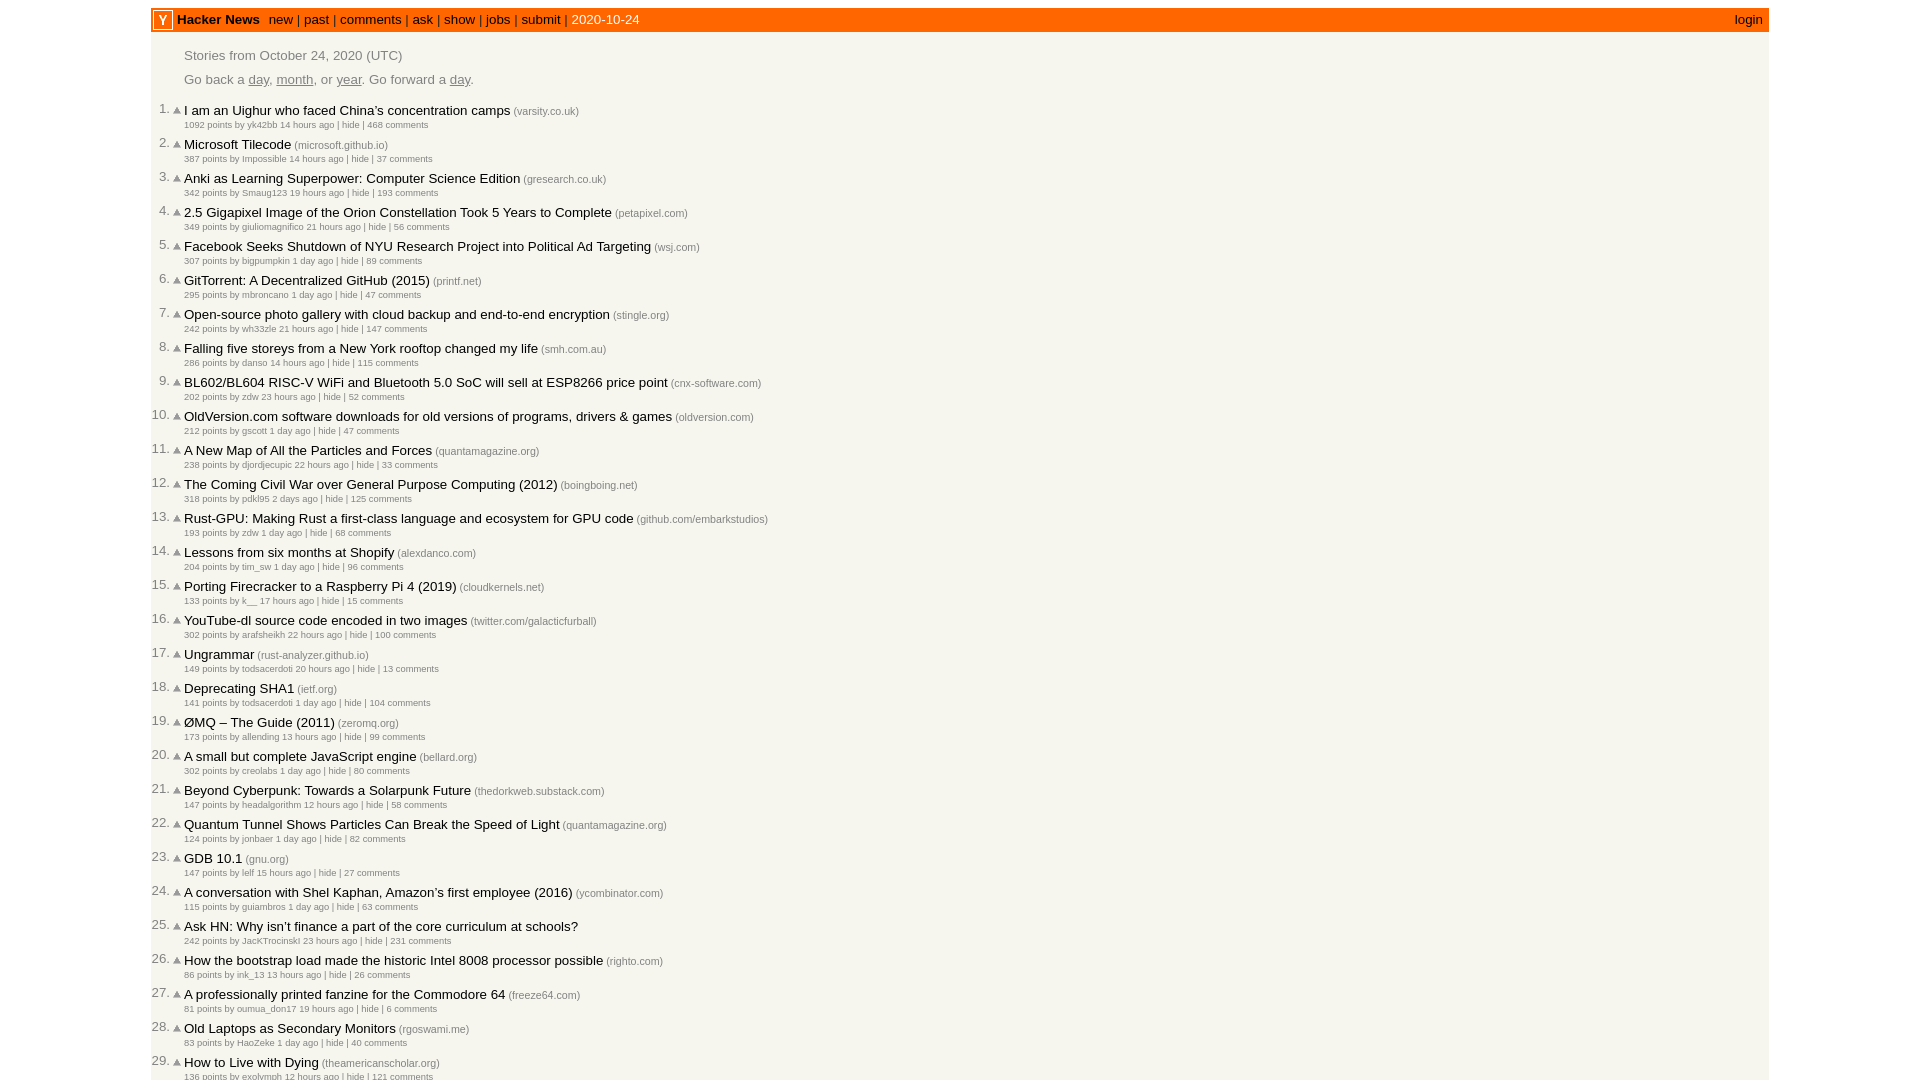 Y Hacker News new | past | comments | ask | show | jobs | submit | 2020-10-24 login
Stories from October 24, 2020 (UTC)
Go back a day, month, or year. Go forward a day.
1. I am an Uighur who faced China’s concentration camps (varsity.co.uk)
1092 points by yk42bb 14 hours ago | hide | 468 comments
2. Microsoft Tilecode (microsoft.github.io)
387 points by Impossible 14 hours ago | hide | 37 comments
3. Anki as Learning Superpower: Computer Science Edition (gresearch.co.uk)
342 points by Smaug123 19 hours ago | hide | 193 comments
4. 2.5 Gigapixel Image of the Orion Constellation Took 5 Years to Complete (petapixel.com)
349 points by giuliomagnifico 21 hours ago | hide | 56 comments
5. Facebook Seeks Shutdown of NYU Research Project into Political Ad Targeting (wsj.com)
307 points by bigpumpkin 1 day ago | hide | 89 comments
6. GitTorrent: A Decentralized GitHub (2015) (printf.net)
295 points by mbroncano 1 day ago | hide | 47 comments
7. Open-source photo gallery with cloud backup and end-to-end encryption (stingle.org)
242 points by wh33zle 21 hours ago | hide | 147 comments
8. Falling five storeys from a New York rooftop changed my life (smh.com.au)
286 points by danso 14 hours ago | hide | 115 comments
9. BL602/BL604 RISC-V WiFi and Bluetooth 5.0 SoC will sell at ESP8266 price point (cnx-software.com)
202 points by zdw 23 hours ago | hide | 52 comments
10. OldVersion.com software downloads for old versions of programs, drivers & games (oldversion.com)
212 points by gscott 1 day ago | hide | 47 comments
11. A New Map of All the Particles and Forces (quantamagazine.org)
238 points by djordjecupic 22 hours ago | hide | 33 comments
12. The Coming Civil War over General Purpose Computing (2012) (boingboing.net)
318 points by pdkl95 2 days ago | hide | 125 comments
13. Rust-GPU: Making Rust a first-class language and ecosystem for GPU code (github.com/embarkstudios)
193 points by zdw 1 day ago | hide | 68 comments
14. Lessons from six months at Shopify (alexdanco.com)
204 points by tim_sw 1 day ago | hide | 96 comments
15. Porting Firecracker to a Raspberry Pi 4 (2019) (cloudkernels.net)
133 points by k__ 17 hours ago | hide | 15 comments
16. YouTube-dl source code encoded in two images (twitter.com/galacticfurball)
302 points by arafsheikh 22 hours ago | hide | 100 comments
17. Ungrammar (rust-analyzer.github.io)
149 points by todsacerdoti 20 hours ago | hide | 13 comments
18. Deprecating SHA1 (ietf.org)
141 points by todsacerdoti 1 day ago | hide | 104 comments
19. ØMQ – The Guide (2011) (zeromq.org)
173 points by allending 13 hours ago | hide | 99 comments
20. A small but complete JavaScript engine (bellard.org)
302 points by creolabs 1 day ago | hide | 80 comments
21. Beyond Cyberpunk: Towards a Solarpunk Future (thedorkweb.substack.com)
147 points by headalgorithm 12 hours ago | hide | 58 comments
22. Quantum Tunnel Shows Particles Can Break the Speed of Light (quantamagazine.org)
124 points by jonbaer 1 day ago | hide | 82 comments
23. GDB 10.1 (gnu.org)
147 points by lelf 15 hours ago | hide | 27 comments
24. A conversation with Shel Kaphan, Amazon’s first employee (2016) (ycombinator.com)
115 points by guiambros 1 day ago | hide | 63 comments
25. Ask HN: Why isn’t finance a part of the core curriculum at schools?
242 points by JacKTrocinskI 23 hours ago | hide | 231 comments
26. How the bootstrap load made the historic Intel 8008 processor possible (righto.com)
86 points by ink_13 13 hours ago | hide | 26 comments
27. A professionally printed fanzine for the Commodore 64 (freeze64.com)
81 points by oumua_don17 19 hours ago | hide | 6 comments
28. Old Laptops as Secondary Monitors (rgoswami.me)
83 points by HaoZeke 1 day ago | hide | 40 comments
29. How to Live with Dying (theamericanscholar.org)
136 points by exolymph 12 hours ago | hide | 121 comments